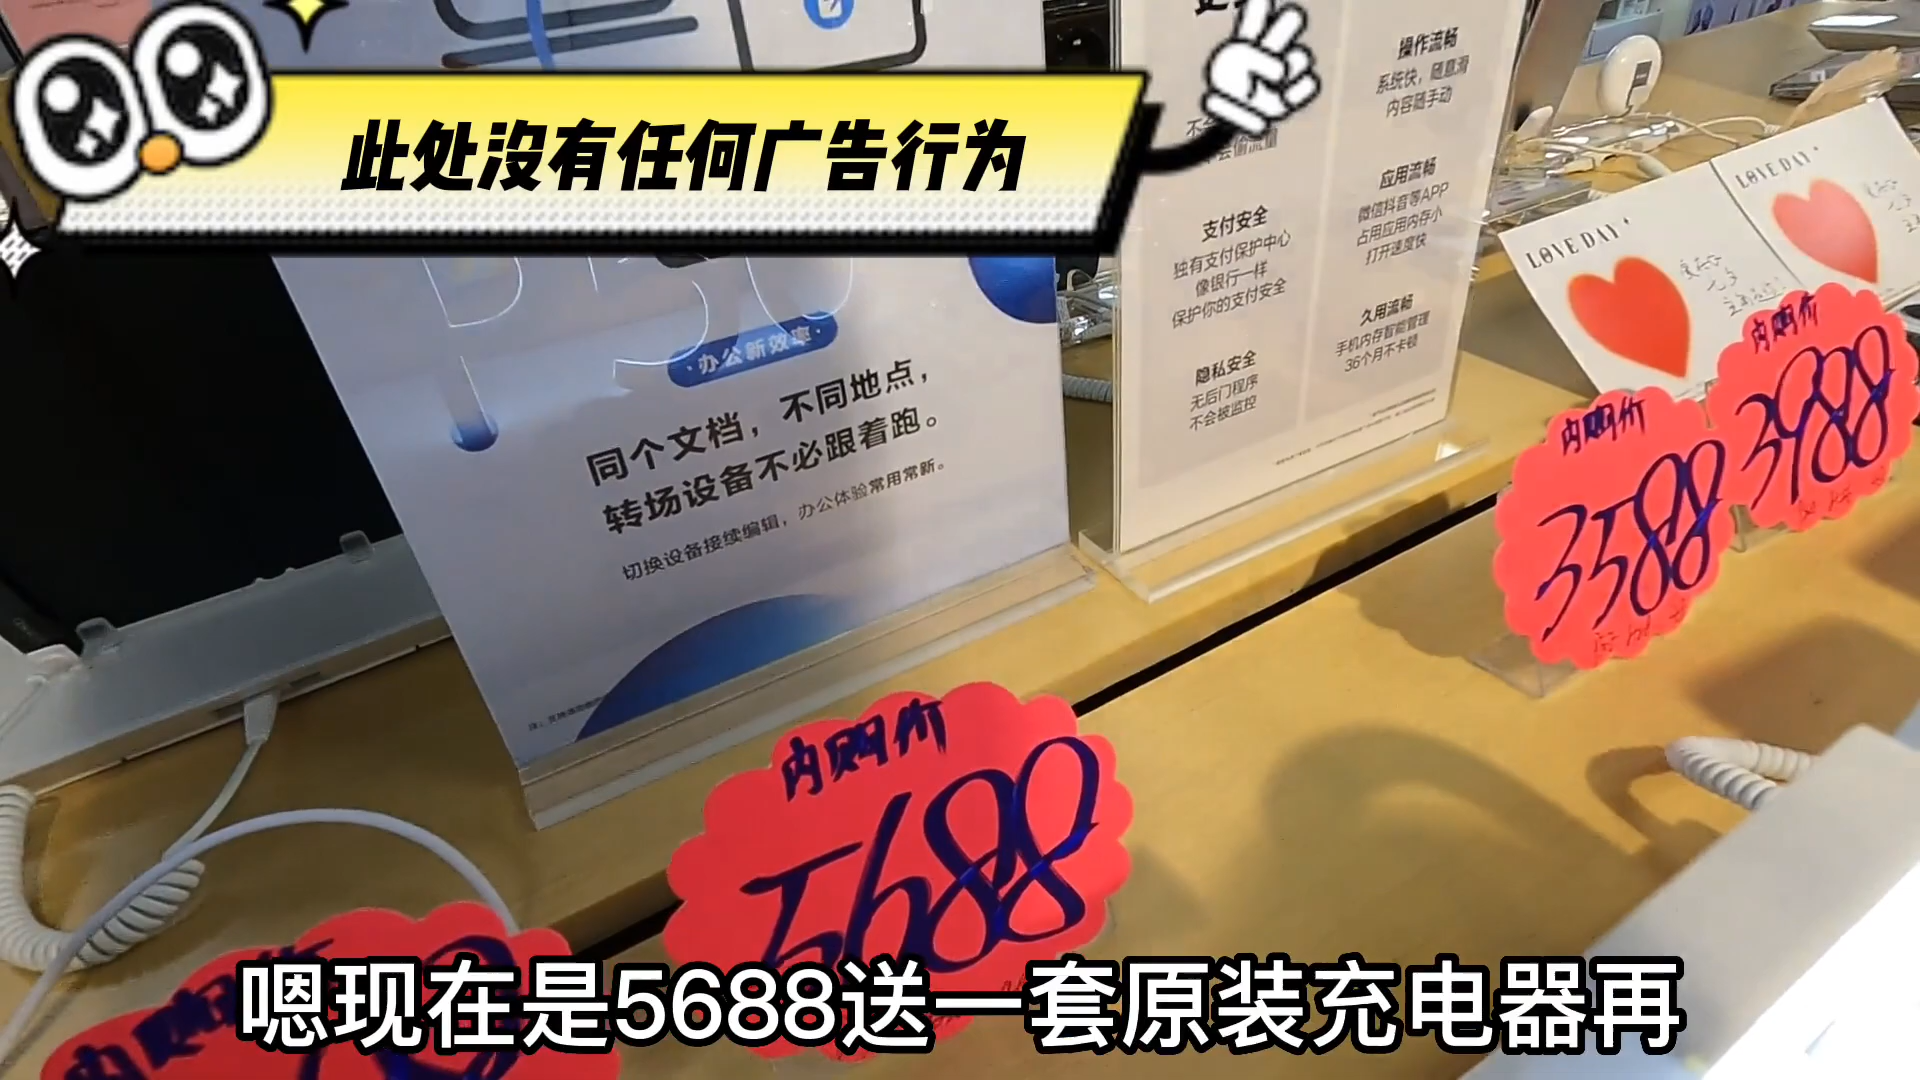 此处没有任何广告行为
办公新效率
同个文档，不同地点，
转场设备不必跟着跑。
切换设备接续编辑，办公体验常用常新。
支付安全
独有支付保护中心
像银行一样
保护你的支付安全
隐私安全
无后门程序
不会被监控
操作流畅
系统快，随意滑
内容随手动
应用流畅
微信抖音等APP
占用应用内存小
打开速度快
久用流畅
手机内存智能管理
36个月不卡顿
LOVE DAY
LOVE DAY
内购价
3588
内购价
3988
内购价
5688
内购价
嗯现在是5688送一套原装充电器再